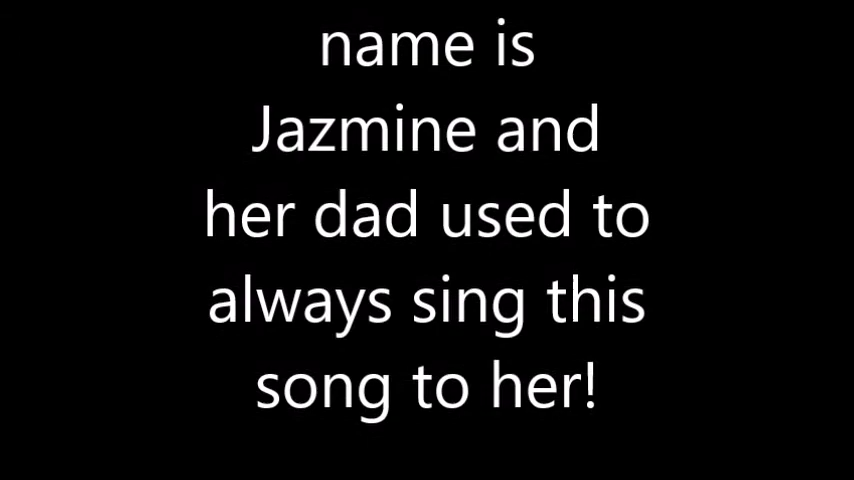 name is
Jazmine and
her dad used to
always sing this
song to her!